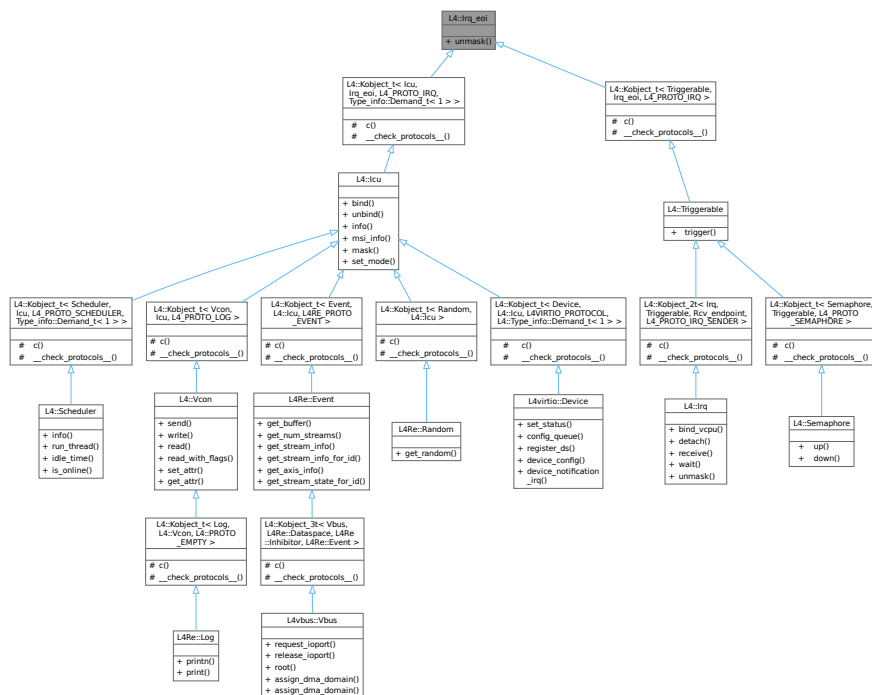 L4::Irq_eoi
+ unmask()
L4::Kobject_t< Icu,
Irq_eoi, L4_PROTO_IRQ,
Type_info::Demand_t< 1 > >
# c()
# __check_protocols__()
L4::Kobject_t< Triggerable,
Irq_eoi, L4_PROTO_IRQ >
# c()
# __check_protocols__()
L4::Icu
+ bind()
+ unbind()
+ info()
+ msi_info()
+ mask()
+ set_mode()
L4::Triggerable
+ trigger()
L4::Kobject_t< Scheduler,
Icu, L4_PROTO_SCHEDULER,
Type_info::Demand_t< 1 > >
# c()
# __check_protocols__()
L4::Kobject_t< Vcon,
Icu, L4_PROTO_LOG >
# c()
# __check_protocols__()
L4::Kobject_t< Event,
L4::Icu, L4RE_PROTO
_EVENT >
# c()
# __check_protocols__()
L4::Kobject_t< Random,
L4::Icu >
# c()
# __check_protocols__()
L4::Kobject_t< Device,
L4::Icu, L4VIRTIO_PROTOCOL,
L4::Type_info::Demand_t< 1 > >
# c()
# __check_protocols__()
L4::Kobject_2t< Irq,
Triggerable, Rcv_endpoint,
L4_PROTO_IRQ_SENDER >
# c()
# __check_protocols__()
L4::Kobject_t< Semaphore,
Triggerable, L4_PROTO
_SEMAPHORE >
# c()
# __check_protocols__()
L4::Scheduler
+ info()
+ run_thread()
+ idle_time()
+ is_online()
L4::Vcon
+ send()
+ write()
+ read()
+ read_with_flags()
+ set_attr()
+ get_attr()
L4Re::Event
+ get_buffer()
+ get_num_streams()
+ get_stream_info()
+ get_stream_info_for_id()
+ get_axis_info()
+ get_stream_state_for_id()
L4Re::Random
+ get_random()
L4virtio::Device
+ set_status()
+ config_queue()
+ register_ds()
+ device_config()
+ device_notification
_irq()
L4::Irq
+ bind_vcpu()
+ detach()
+ receive()
+ wait()
+ unmask()
L4::Semaphore
+ up()
+ down()
L4::Kobject_t< Log,
L4::Vcon, L4::PROTO
_EMPTY >
# c()
# __check_protocols__()
L4::Kobject_3t< Vbus,
L4Re::Dataspace, L4Re
::Inhibitor, L4Re::Event >
# c()
# __check_protocols__()
L4Re::Log
+ printn()
+ print()
L4vbus::Vbus
+ request_ioport()
+ release_ioport()
+ root()
+ assign_dma_domain()
+ assign_dma_domain()